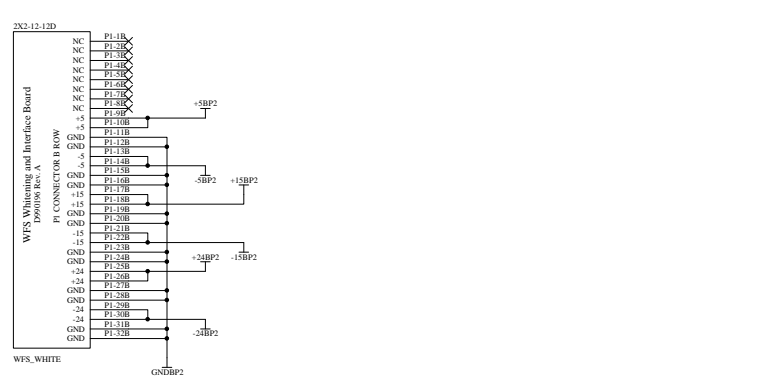 2X2-12-12D
NC P1-1B
NC P1-2B
NC P1-3B
NC P1-4B
NC P1-5B
NC P1-6B
NC P1-7B
NC P1-8B
+5 P1-9B
+5BP2
+5 P1-10B
GND P1-11B
GND P1-12B
-5 P1-13B
-5 P1-14B
GND P1-15B
-5BP2
+15BP2
GND P1-16B
+15 P1-17B
+15 P1-18B
GND P1-19B
GND P1-20B
-15 P1-21B
-15 P1-22B
GND P1-23B
+24BP2
-15BP2
GND P1-24B
+24 P1-25B
+24 P1-26B
GND P1-27B
GND P1-28B
-24 P1-29B
-24 P1-30B
GND P1-31B
-24BP2
GND P1-32B
WFS Whitening and Interface Board
D990196 Rev. A
P1 CONNECTOR B ROW
WFS_WHITE
GNDBP2